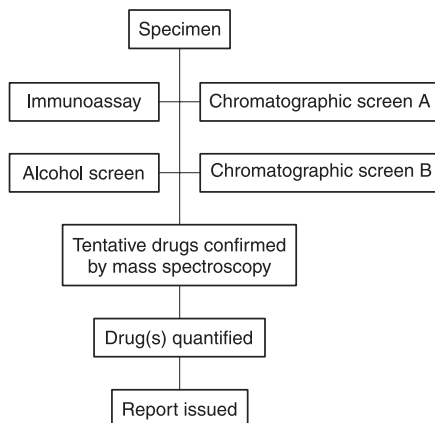 Specimen
Immunoassay
Chromatographic screen A
Alcohol screen
Chromatographic screen B
Tentative drugs confirmed
by mass spectroscopy
Drug(s) quantified
Report issued